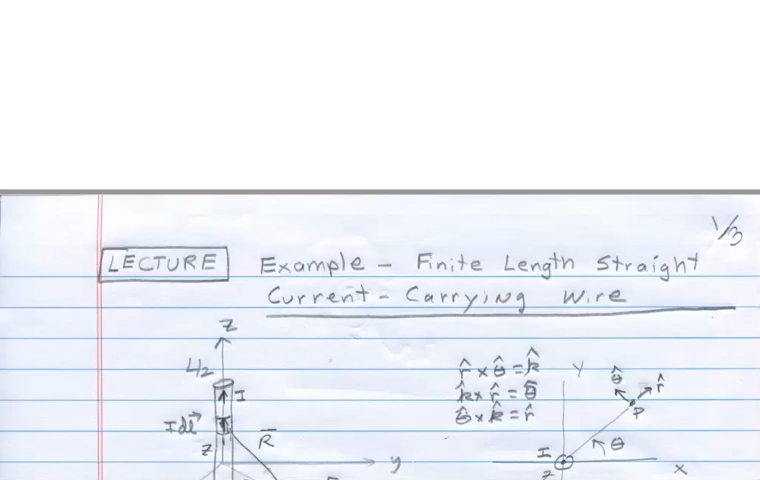 1/3
LECTURE Example - Finite Length Straight
Current - Carrying Wire
Z
L/2
I
Idl⃗
Z
R̅
y
r̂ × θ̂ = k̂
k̂ × r̂ = θ̂
θ̂ × k̂ = r̂
Y
θ̂
r̂
P
I
θ
Z
X